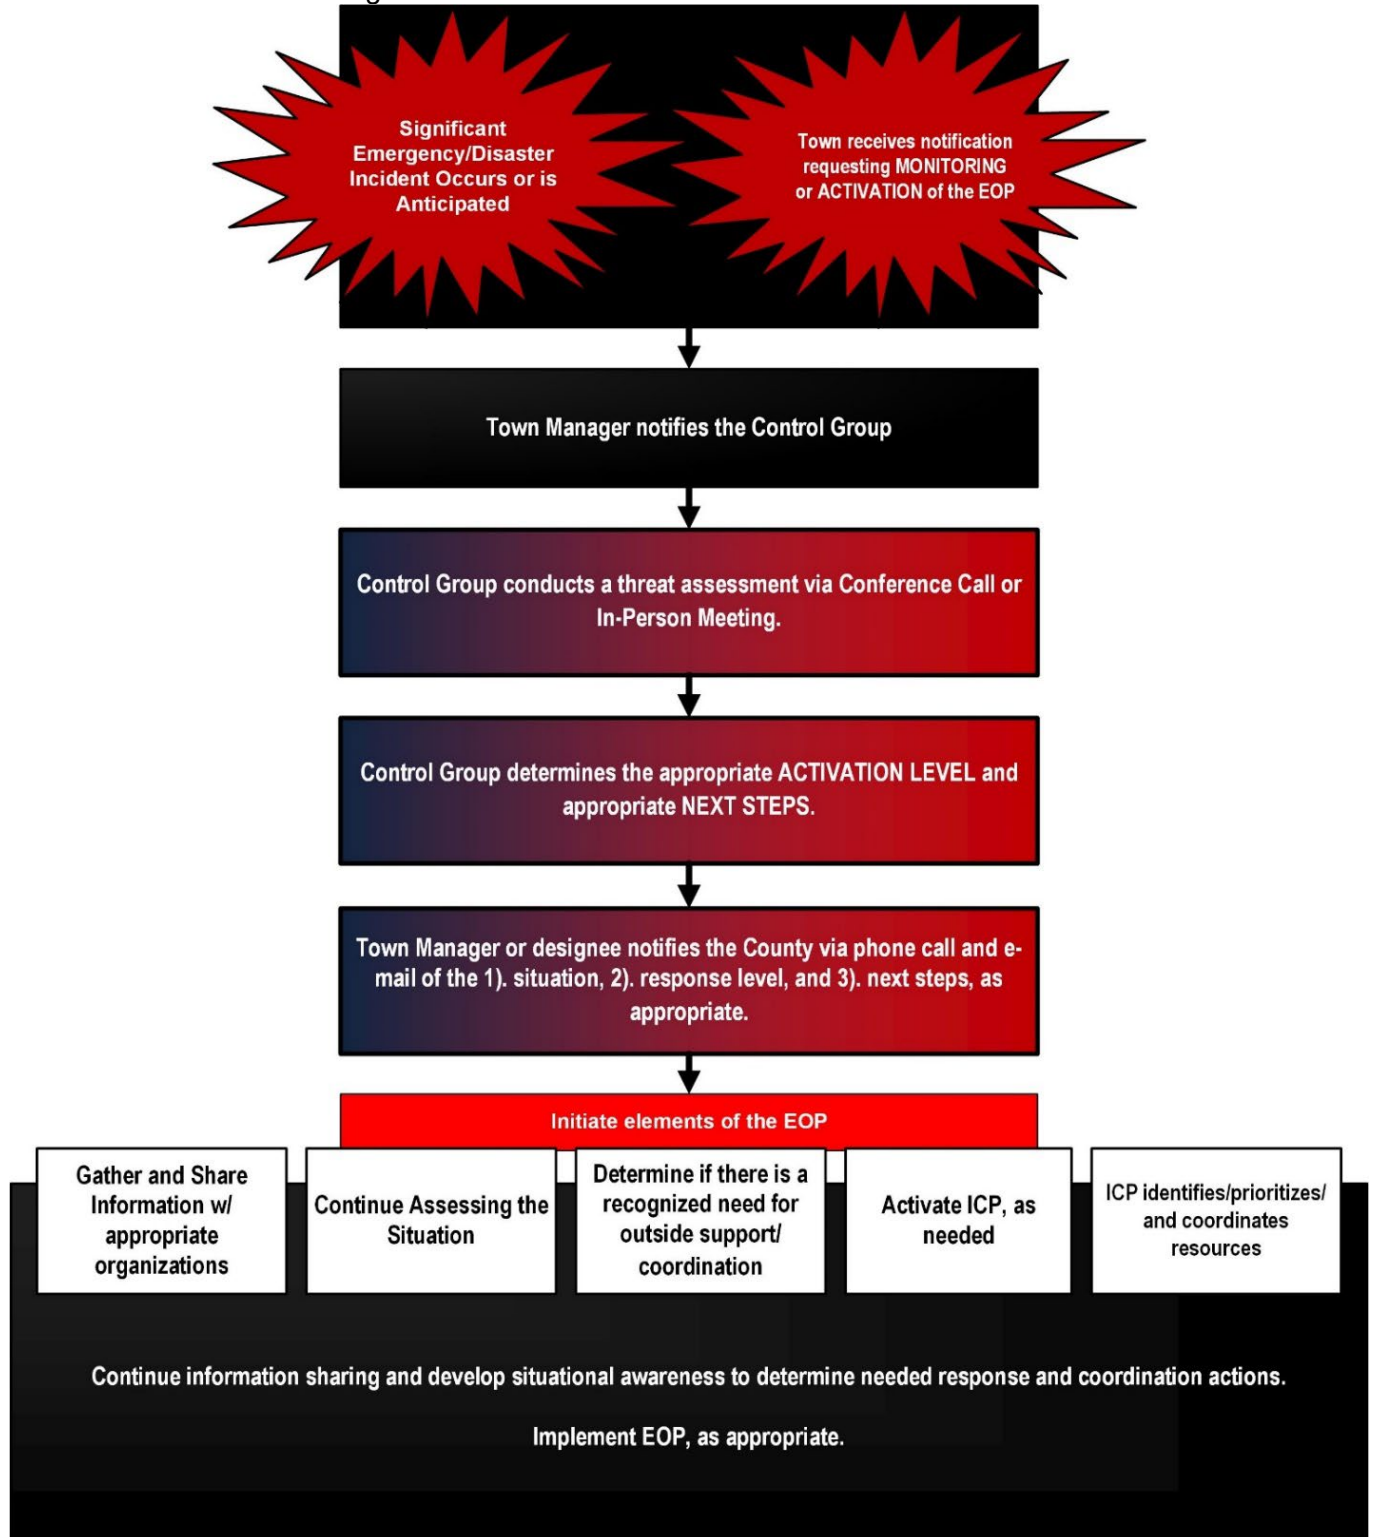 Significant
Emergency/Disaster
Incident Occurs or is
Anticipated
Town receives notification
requesting MONITORING
or ACTIVATION of the EOP
Town Manager notifies the Control Group
Control Group conducts a threat assessment via Conference Call or
In-Person Meeting.
Control Group determines the appropriate ACTIVATION LEVEL and
appropriate NEXT STEPS.
Town Manager or designee notifies the County via phone call and e-
mail of the 1). situation, 2). response level, and 3). next steps, as
appropriate.
Initiate elements of the EOP
Gather and Share
Information w/
appropriate
organizations
Continue Assessing the
Situation
Determine if there is a
recognized need for
outside support/
coordination
Activate ICP, as
needed
ICP identifies/prioritizes/
and coordinates
resources
Continue information sharing and develop situational awareness to determine needed response and coordination actions.
Implement EOP, as appropriate.